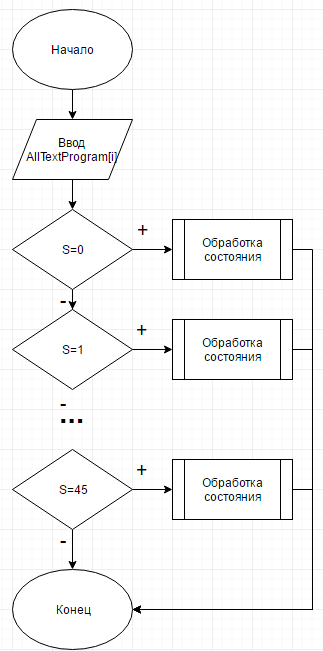 Начало
Ввод
AllTextProgram[i]
S=0
+
Обработка
состояния
-
S=1
+
Обработка
состояния
-
...
S=45
+
Обработка
состояния
-
Конец